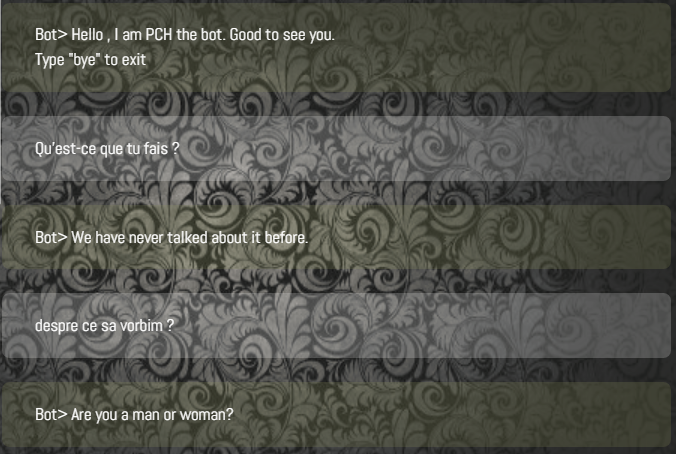 Bot> Hello , I am PCH the bot. Good to see you.
Type "bye" to exit
Qu'est-ce que tu fais ?
Bot> We have never talked about it before.
despre ce sa vorbim ?
Bot> Are you a man or woman?